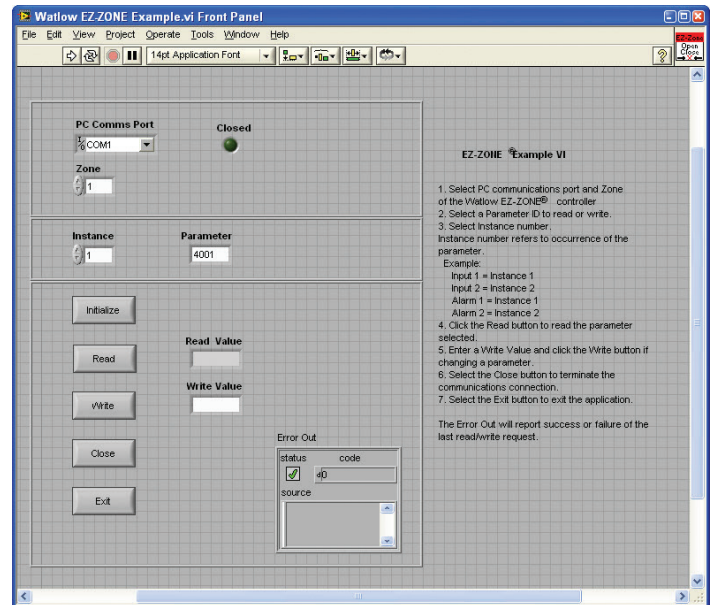 Watlow EZ-ZONE Example.vi Front Panel
File Edit View Project Operate Tools Window Help
14pt Application Font
EZ-Zone
Open
Close
PC Comms Port
Closed
COM1
Zone
1
EZ-ZONE ® Example VI
1. Select PC communications port and Zone
of the Watlow EZ-ZONE® controller
2. Select a Parameter ID to read or write.
3. Select Instance number.
Instance number refers to occurrence of the
parameter.
Example:
Input 1 = Instance 1
Input 2 = Instance 2
Alarm 1 = Instance 1
Alarm 2 = Instance 2
4. Click the Read button to read the parameter
selected.
5. Enter a Write Value and click the Write button if
changing a parameter.
6. Select the Close button to terminate the
communications connection.
7. Select the Exit button to exit the application.
The Error Out will report success or failure of the
last read/write request.
Instance
Parameter
1
4001
Initialize
Read
Read Value
Write
Write Value
Close
Exit
Error Out
status code
d0
source